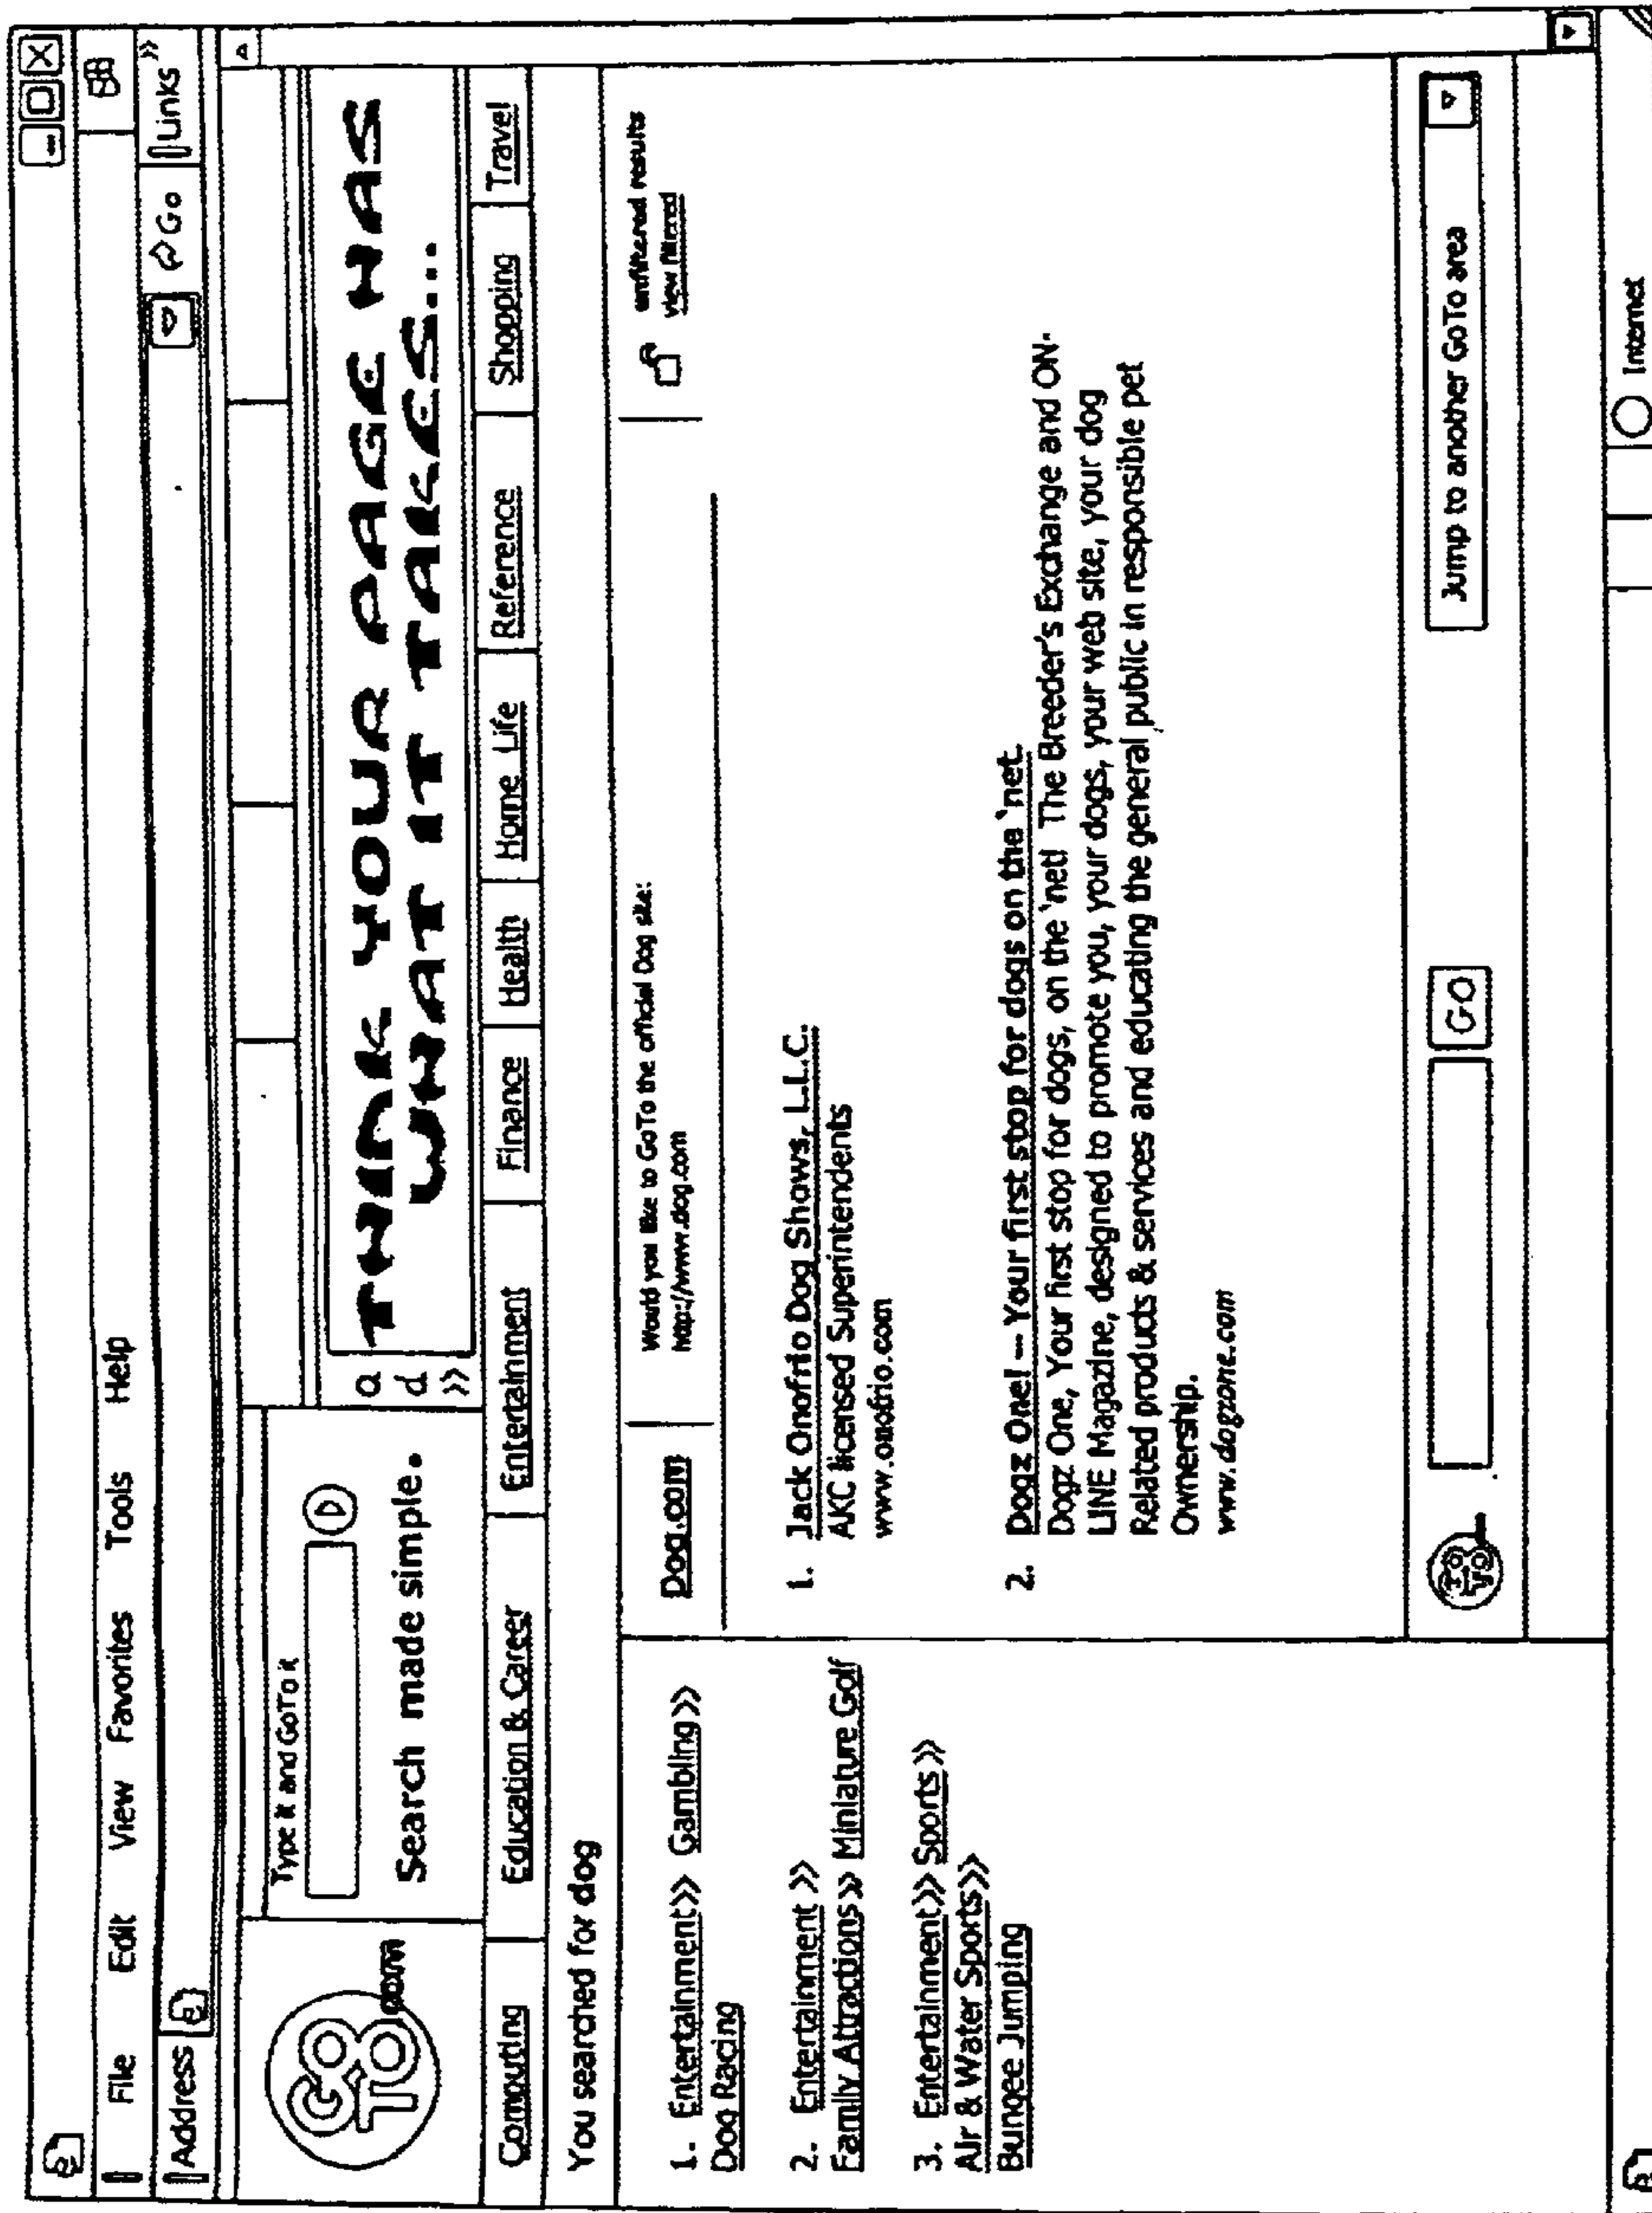 File Edit View Favorites Tools Help
Address Go Links »
GO TO .com
Type it and GoTo it
Search made simple.
a
d
»
THINK YOUR PAGE HAS
WHAT IT TAKES...
Computing Education & Career Entertainment Finance Health Home Life Reference Shopping Travel
You searched for dog
1. Entertainment>> Gambling>>
Dog Racing
2. Entertainment >>
Family Attractions>> Miniature Golf
3. Entertainment>> Sports>>
Air & Water Sports>>
Bungee Jumping
Dog.com
Would you like to GoTo the official Dog site:
http://www.dog.com
unfiltered results
view filtered
1. Jack Onofrio Dog Shows, L.L.C.
AKC licensed Superintendents
www.onofrio.com
2. Dogz One! -- Your first stop for dogs on the 'net.
Dogz One, Your first stop for dogs, on the 'net! The Breeder's Exchange and ON-
LINE Magazine, designed to promote you, your dogs, your web site, your dog
Related products & services and educating the general public in responsible pet
Ownership.
www.dogzone.com
GO
Jump to another GoTo area
Internet